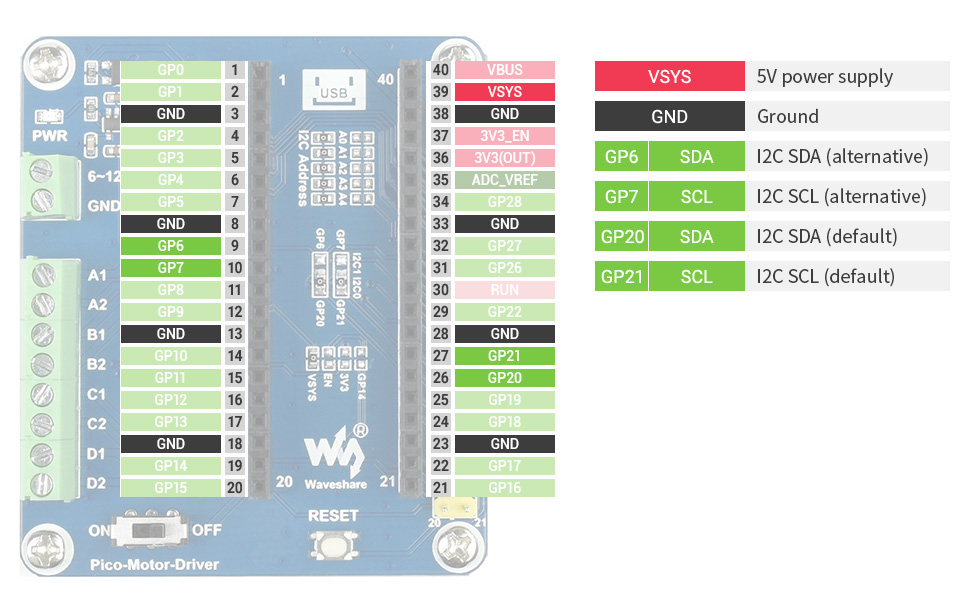 GP0 1
GP1 2
GND 3
GP2 4
GP3 5
GP4 6
GP5 7
GND 8
GP6 9
GP7 10
GP8 11
GP9 12
GND 13
GP10 14
GP11 15
GP12 16
GP13 17
GND 18
GP14 19
GP15 20
40 VBUS
39 VSYS
38 GND
37 3V3_EN
36 3V3(OUT)
35 ADC_VREF
34 GP28
33 GND
32 GP27
31 GP26
30 RUN
29 GP22
28 GND
27 GP21
26 GP20
25 GP19
24 GP18
23 GND
22 GP17
21 GP16
PWR
6~12
GND
A1
A2
B1
B2
C1
C2
D1
D2
1
USB
40
I2C Address
A0
A1
A2
A3
A4
GP6
GP7
I2C1
I2C0
GP20
GP21
VSYS
EN
3V3
GP14
®
Waveshare
20
21
20 21
RESET
ON OFF
Pico-Motor-Driver
VSYS 5V power supply
GND Ground
GP6 SDA I2C SDA (alternative)
GP7 SCL I2C SCL (alternative)
GP20 SDA I2C SDA (default)
GP21 SCL I2C SCL (default)